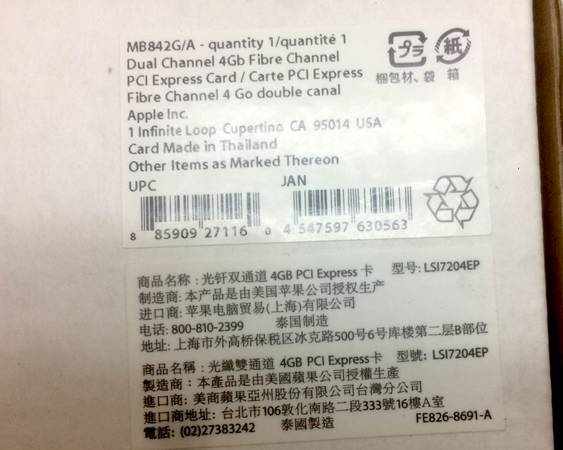 MB842G/A - quantity 1/quantité 1
Dual Channel 4Gb Fibre Channel
PCI Express Card / Carte PCI Express
Fibre Channel 4 Go double canal
Apple Inc.
1 Infinite Loop Cupertino CA 95014 USA
Card Made in Thailand
Other Items as Marked Thereon
プラ 紙
梱包材、袋 箱
UPC JAN
8 85909 27116 0 4 547597 630563
商品名称 : 光钎双通道 4GB PCI Express 卡 型号: LSI7204EP
制造商: 本产品是由美国苹果公司授权生产
进口商: 苹果电脑贸易(上海)有限公司
电话: 800-810-2399 泰国制造
地址: 上海市外高桥保税区冰克路500号6号库楼第二层B部位
商品名稱 : 光纖雙通道 4GB PCI Express卡 型號: LSI7204EP
製造商 : 本產品是由美國蘋果公司授權生產
進口商: 美商蘋果亞州股份有限公司台灣分公司
進口商地址: 台北市106敦化南路二段333號16樓A室
電話: (02)27383242 泰國製造 FE826-8691-A